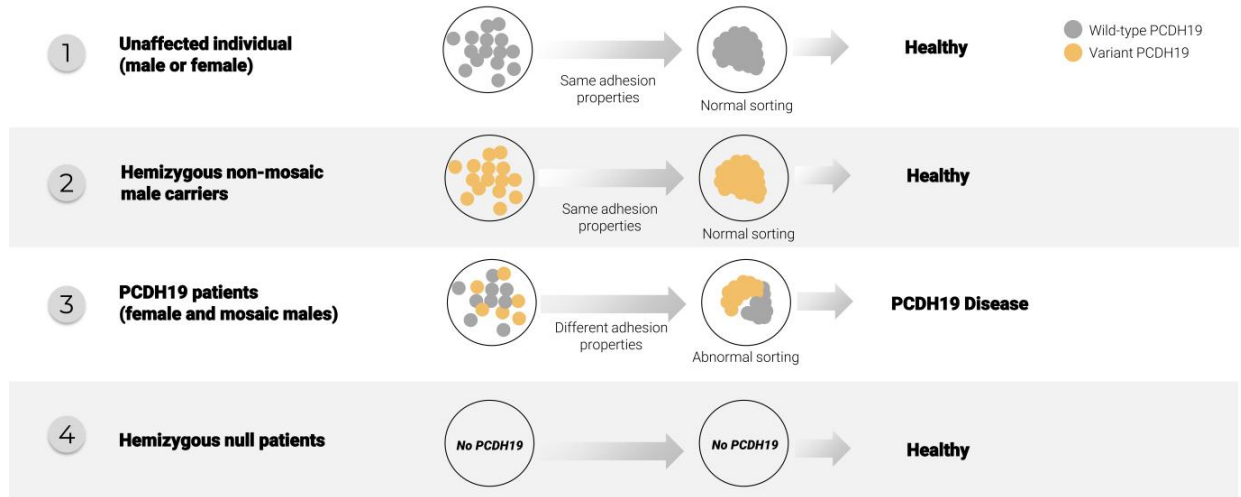 1
Unaffected individual
(male or female)
Same adhesion
properties
Normal sorting
Healthy
Wild-type PCDH19
Variant PCDH19
2
Hemizygous non-mosaic
male carriers
Same adhesion
properties
Normal sorting
Healthy
3
PCDH19 patients
(female and mosaic males)
Different adhesion
properties
Abnormal sorting
PCDH19 Disease
4
Hemizygous null patients
No PCDH19
No PCDH19
Healthy